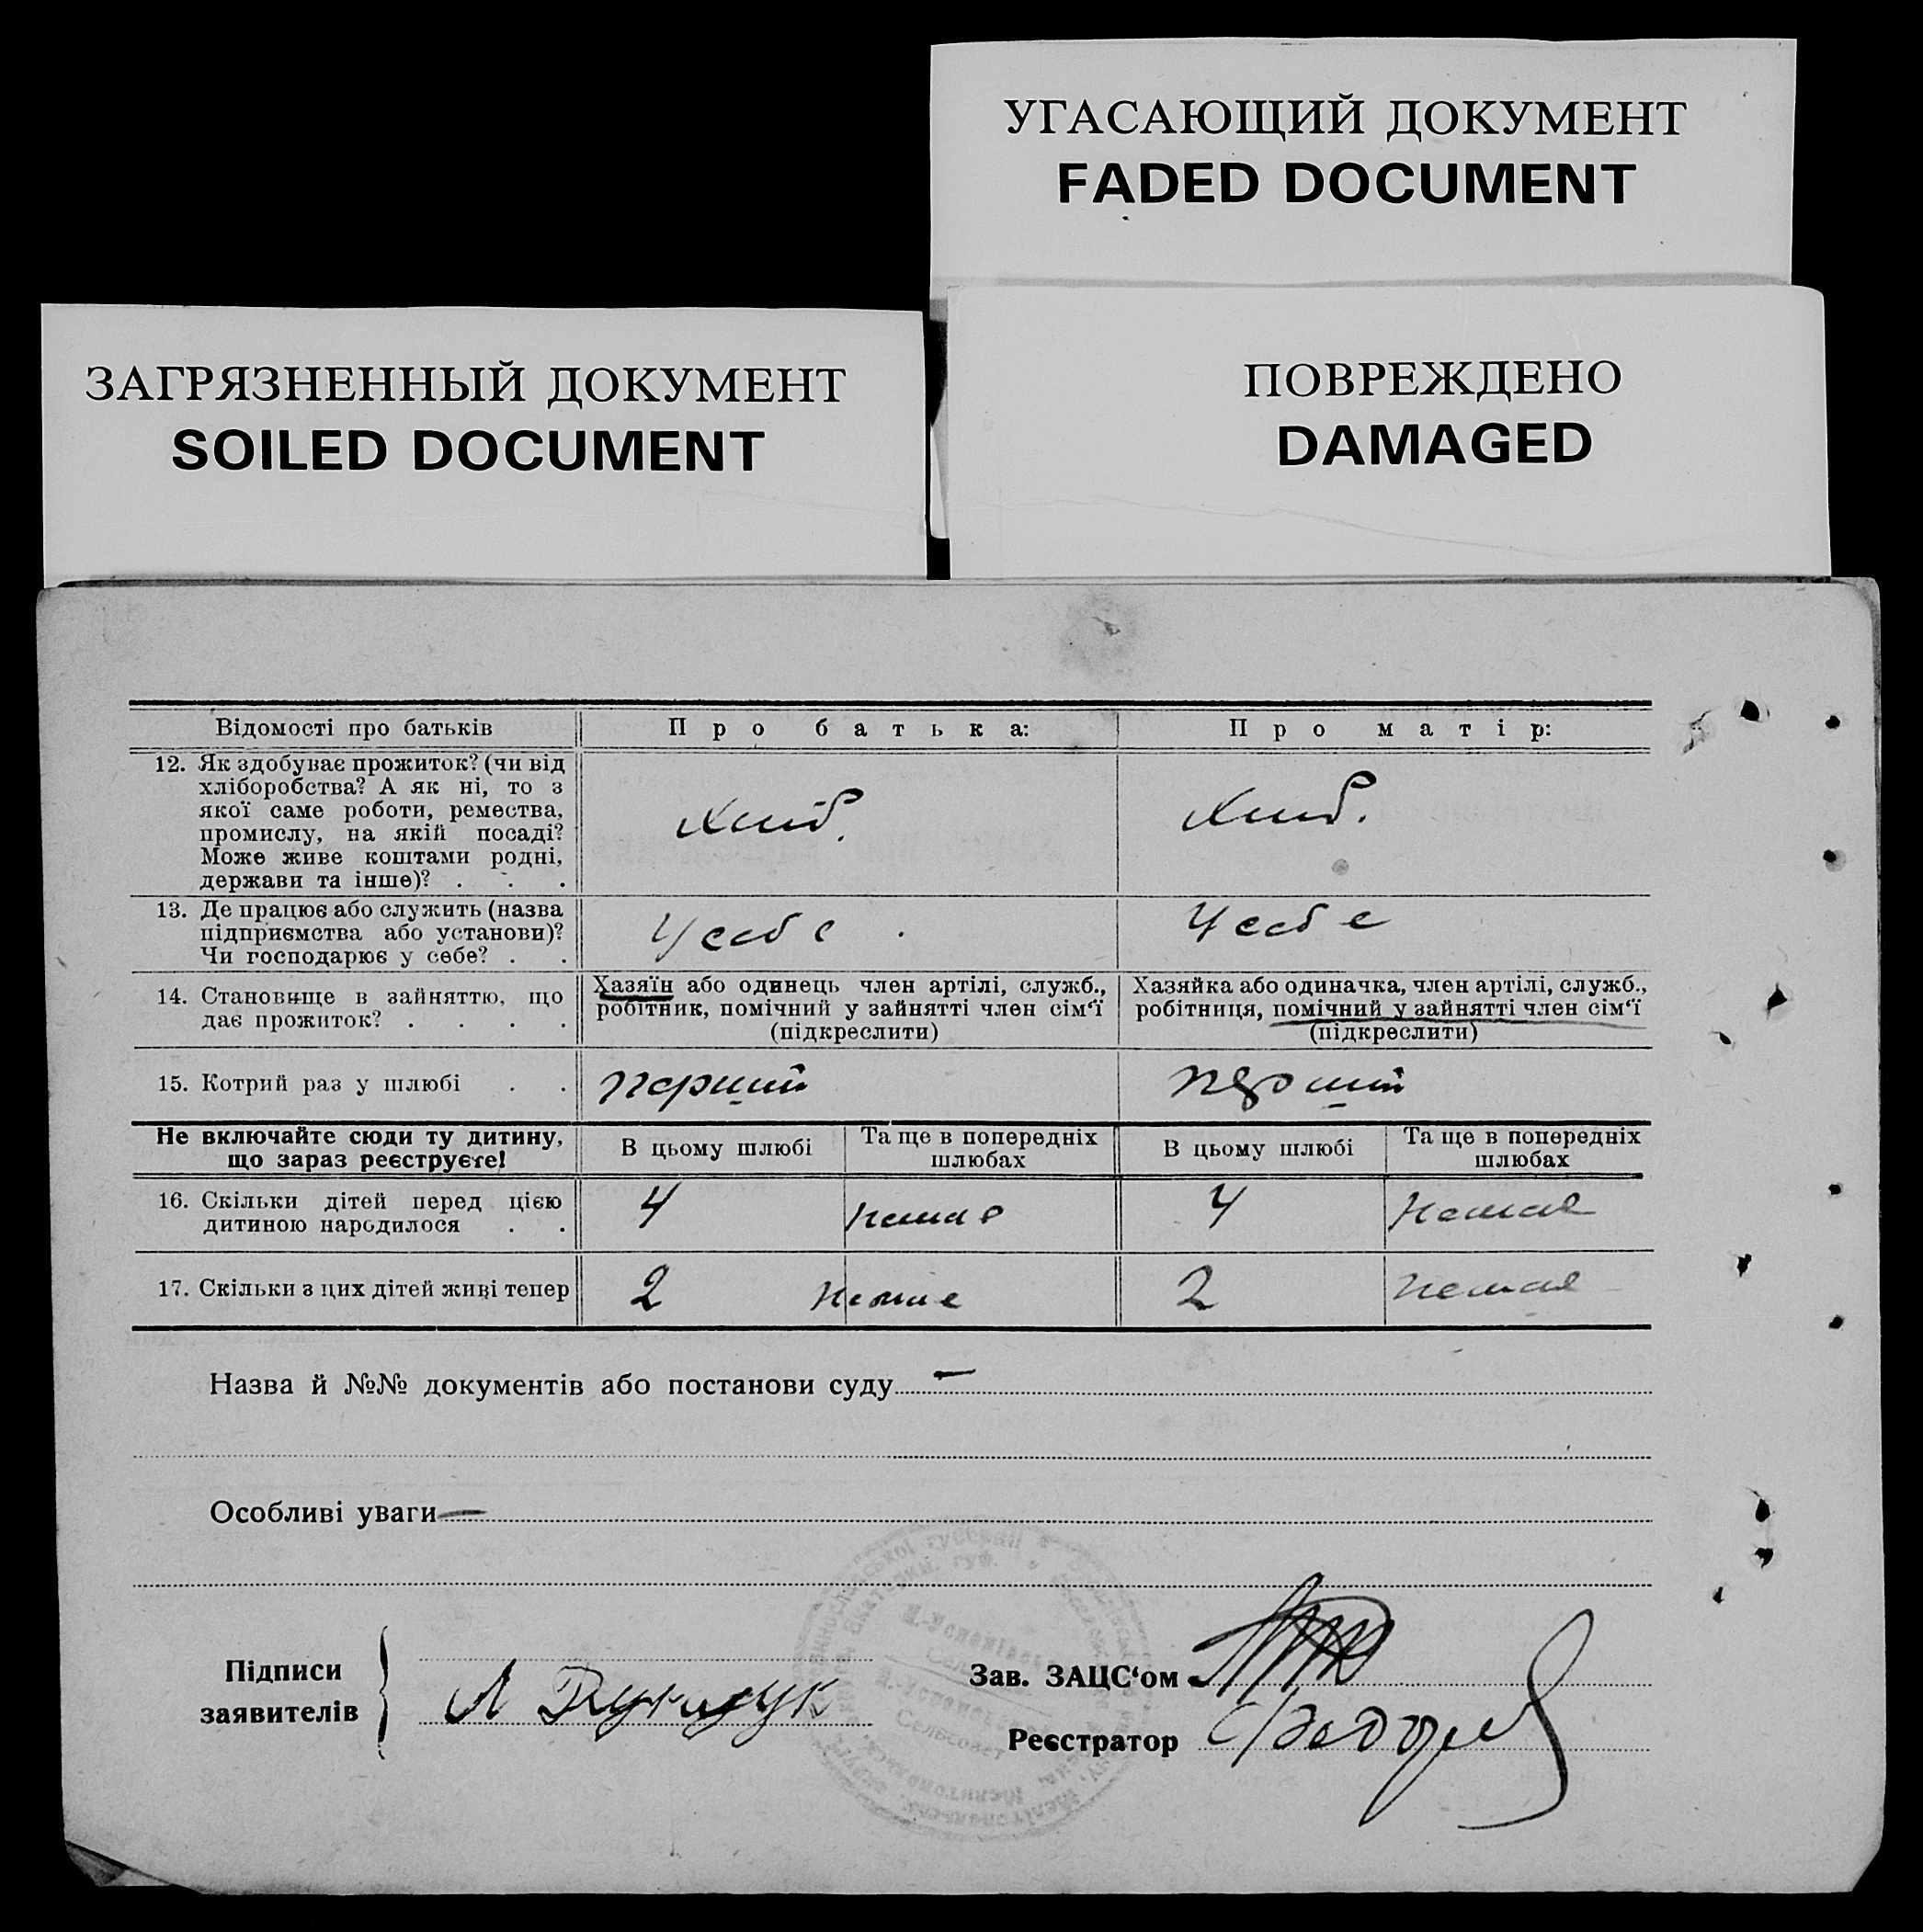 УГАСАЮЩИЙ ДОКУМЕНТ
FADED DOCUMENT
ЗАГРЯЗНЕННЫЙ ДОКУМЕНТ
SOILED DOCUMENT
ПОВРЕЖДЕНО
DAMAGED
Відомості про батьків
Про батька:
Про матір:
12. Як здобуває прожиток? (чи від
хліборобства? А як ні, то з
якої саме роботи, ремества,
промислу, на якій посаді?
Може живе коштами родні,
держави та інше)? . . .
Хліб.
Хліб.
13. Де працює або служить (назва
підприємства або установи)?
Чи господарює у себе? . .
У себе .
У себе
14. Становище в зайняттю, що
дає прожиток? . . . .
Хазяїн або одинець член артілі, служб.,
робітник, помічний у зайнятті член сім‘ї
(підкреслити)
Хазяйка або одиначка, член артілі, служб.,
робітниця, помічний у зайнятті член сім‘ї
(підкреслити)
15. Котрий раз у шлюбі . .
перший
перший
Не включайте сюди ту дитину,
що зараз реєструєте!
В цьому шлюбі
Та ще в попередніх
шлюбах
В цьому шлюбі
Та ще в попередніх
шлюбах
16. Скільки дітей перед цією
дитиною народилося . .
4
немає
4
немає
17. Скільки з цих дітей живі тепер
2
немає
2
немає
Назва й №№ документів або постанови суду —
Особливі уваги —
Підписи
заявителів
Зав. ЗАЦС‘ом
Реєстратор
Сельсовет